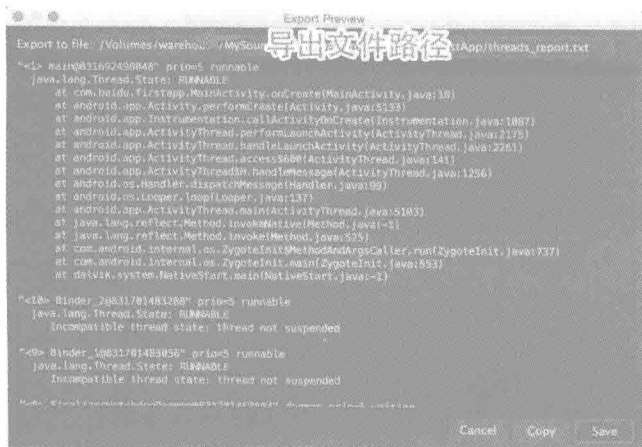 Export Preview
Export to file: /Volumes/warehou /MySou tApp/threads_report.txt
导出文件路径
"<1> main@831692498048" prio=5 runnable
java.lang.Thread.State: RUNNABLE
at com.baidu.firstapp.MainActivity.onCreate(MainActivity.java:18)
at android.app.Activity.performCreate(Activity.java:5133)
at android.app.Instrumentation.callActivityOnCreate(Instrumentation.java:1087)
at android.app.ActivityThread.performLaunchActivity(ActivityThread.java:2175)
at android.app.ActivityThread.handleLaunchActivity(ActivityThread.java:2261)
at android.app.ActivityThread.access$600(ActivityThread.java:141)
at android.app.ActivityThread$H.handleMessage(ActivityThread.java:1256)
at android.os.Handler.dispatchMessage(Handler.java:99)
at android.os.Looper.loop(Looper.java:137)
at android.app.ActivityThread.main(ActivityThread.java:5103)
at java.lang.reflect.Method.invokeNative(Method.java:-1)
at java.lang.reflect.Method.invoke(Method.java:525)
at com.android.internal.os.ZygoteInit$MethodAndArgsCaller.run(ZygoteInit.java:737)
at com.android.internal.os.ZygoteInit.main(ZygoteInit.java:553)
at dalvik.system.NativeStart.main(NativeStart.java:-1)
"<10> Binder_2@831701483288" prio=5 runnable
java.lang.Thread.State: RUNNABLE
Incompatible thread state: thread not suspended
"<9> Binder_1@831701483056" prio=5 runnable
java.lang.Thread.State: RUNNABLE
Incompatible thread state: thread not suspended
Cancel Copy Save